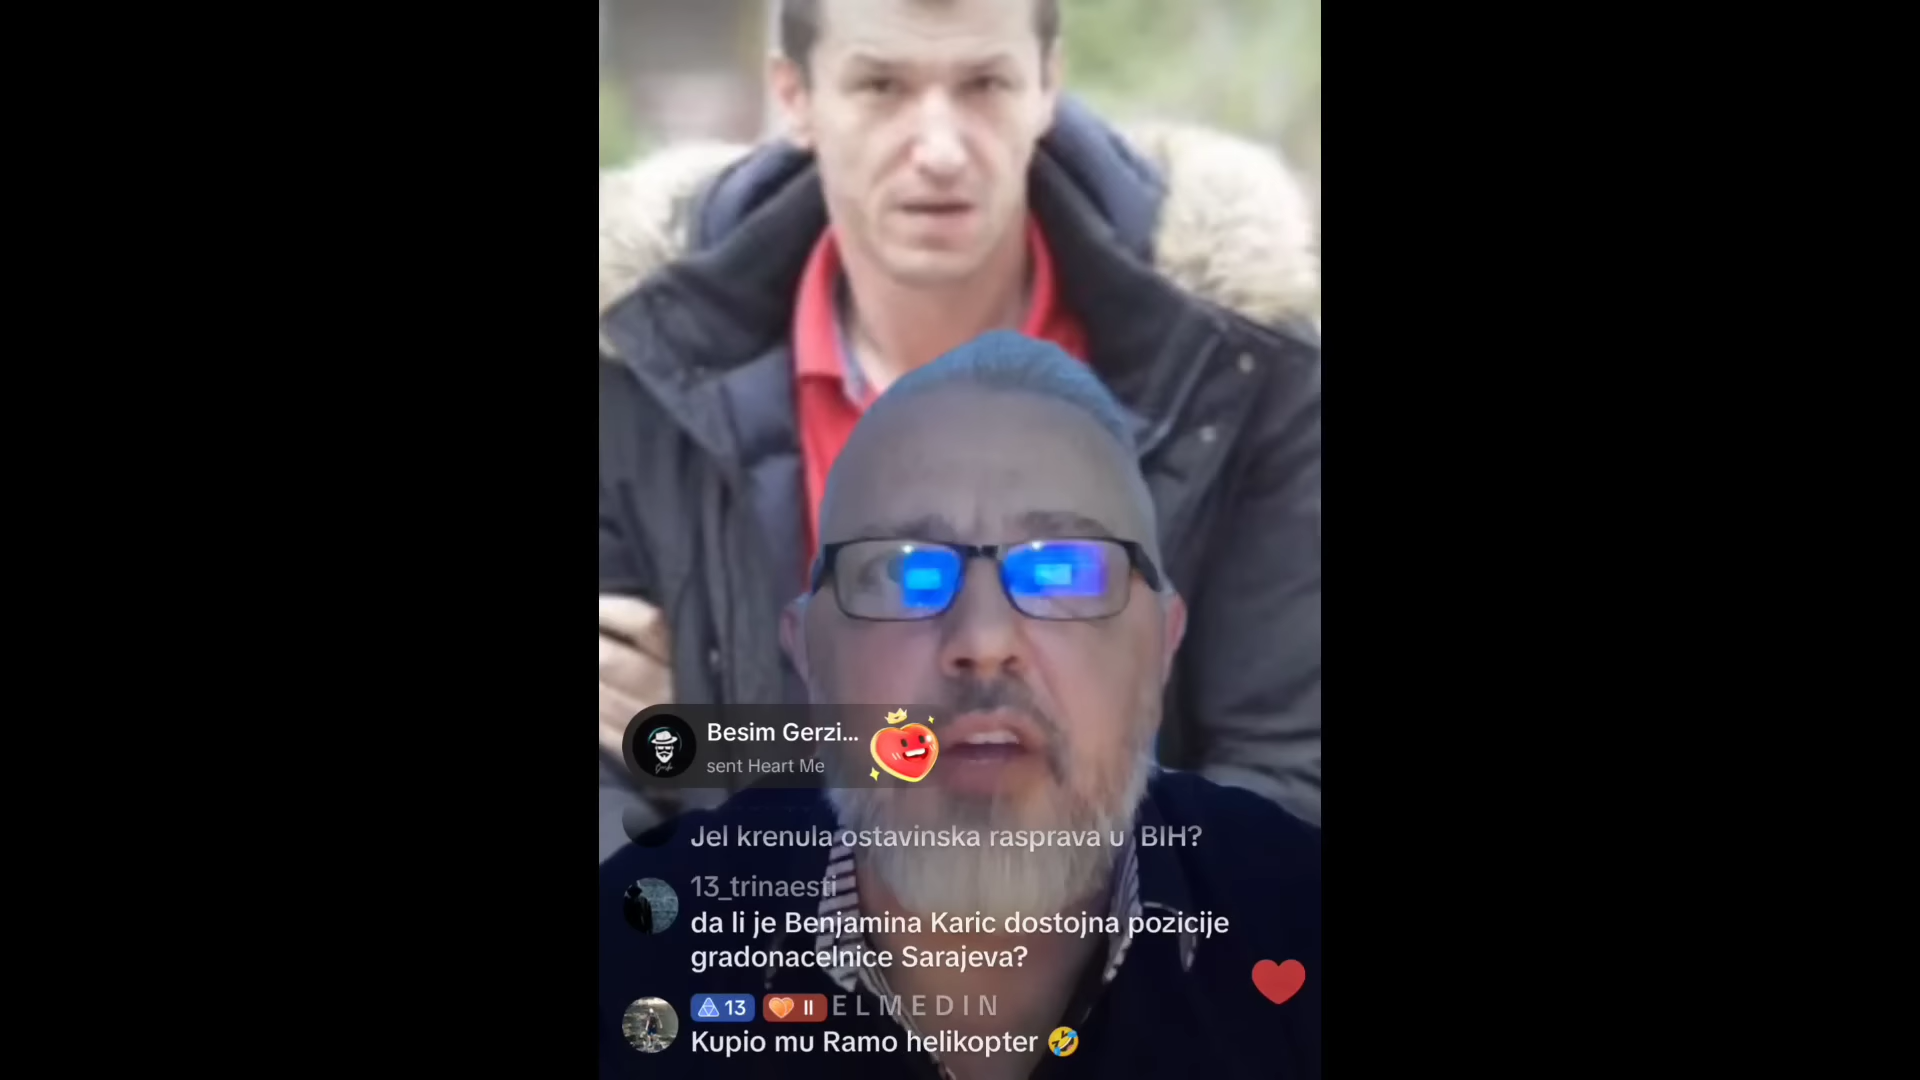 Besim Gerzi...
sent Heart Me
Jel krenula ostavinska rasprava u BIH?
13_trinaesti
da li je Benjamina Karic dostojna pozicije
gradonacelnice Sarajeva?
13 II E L M E D I N
Kupio mu Ramo helikopter 🤣